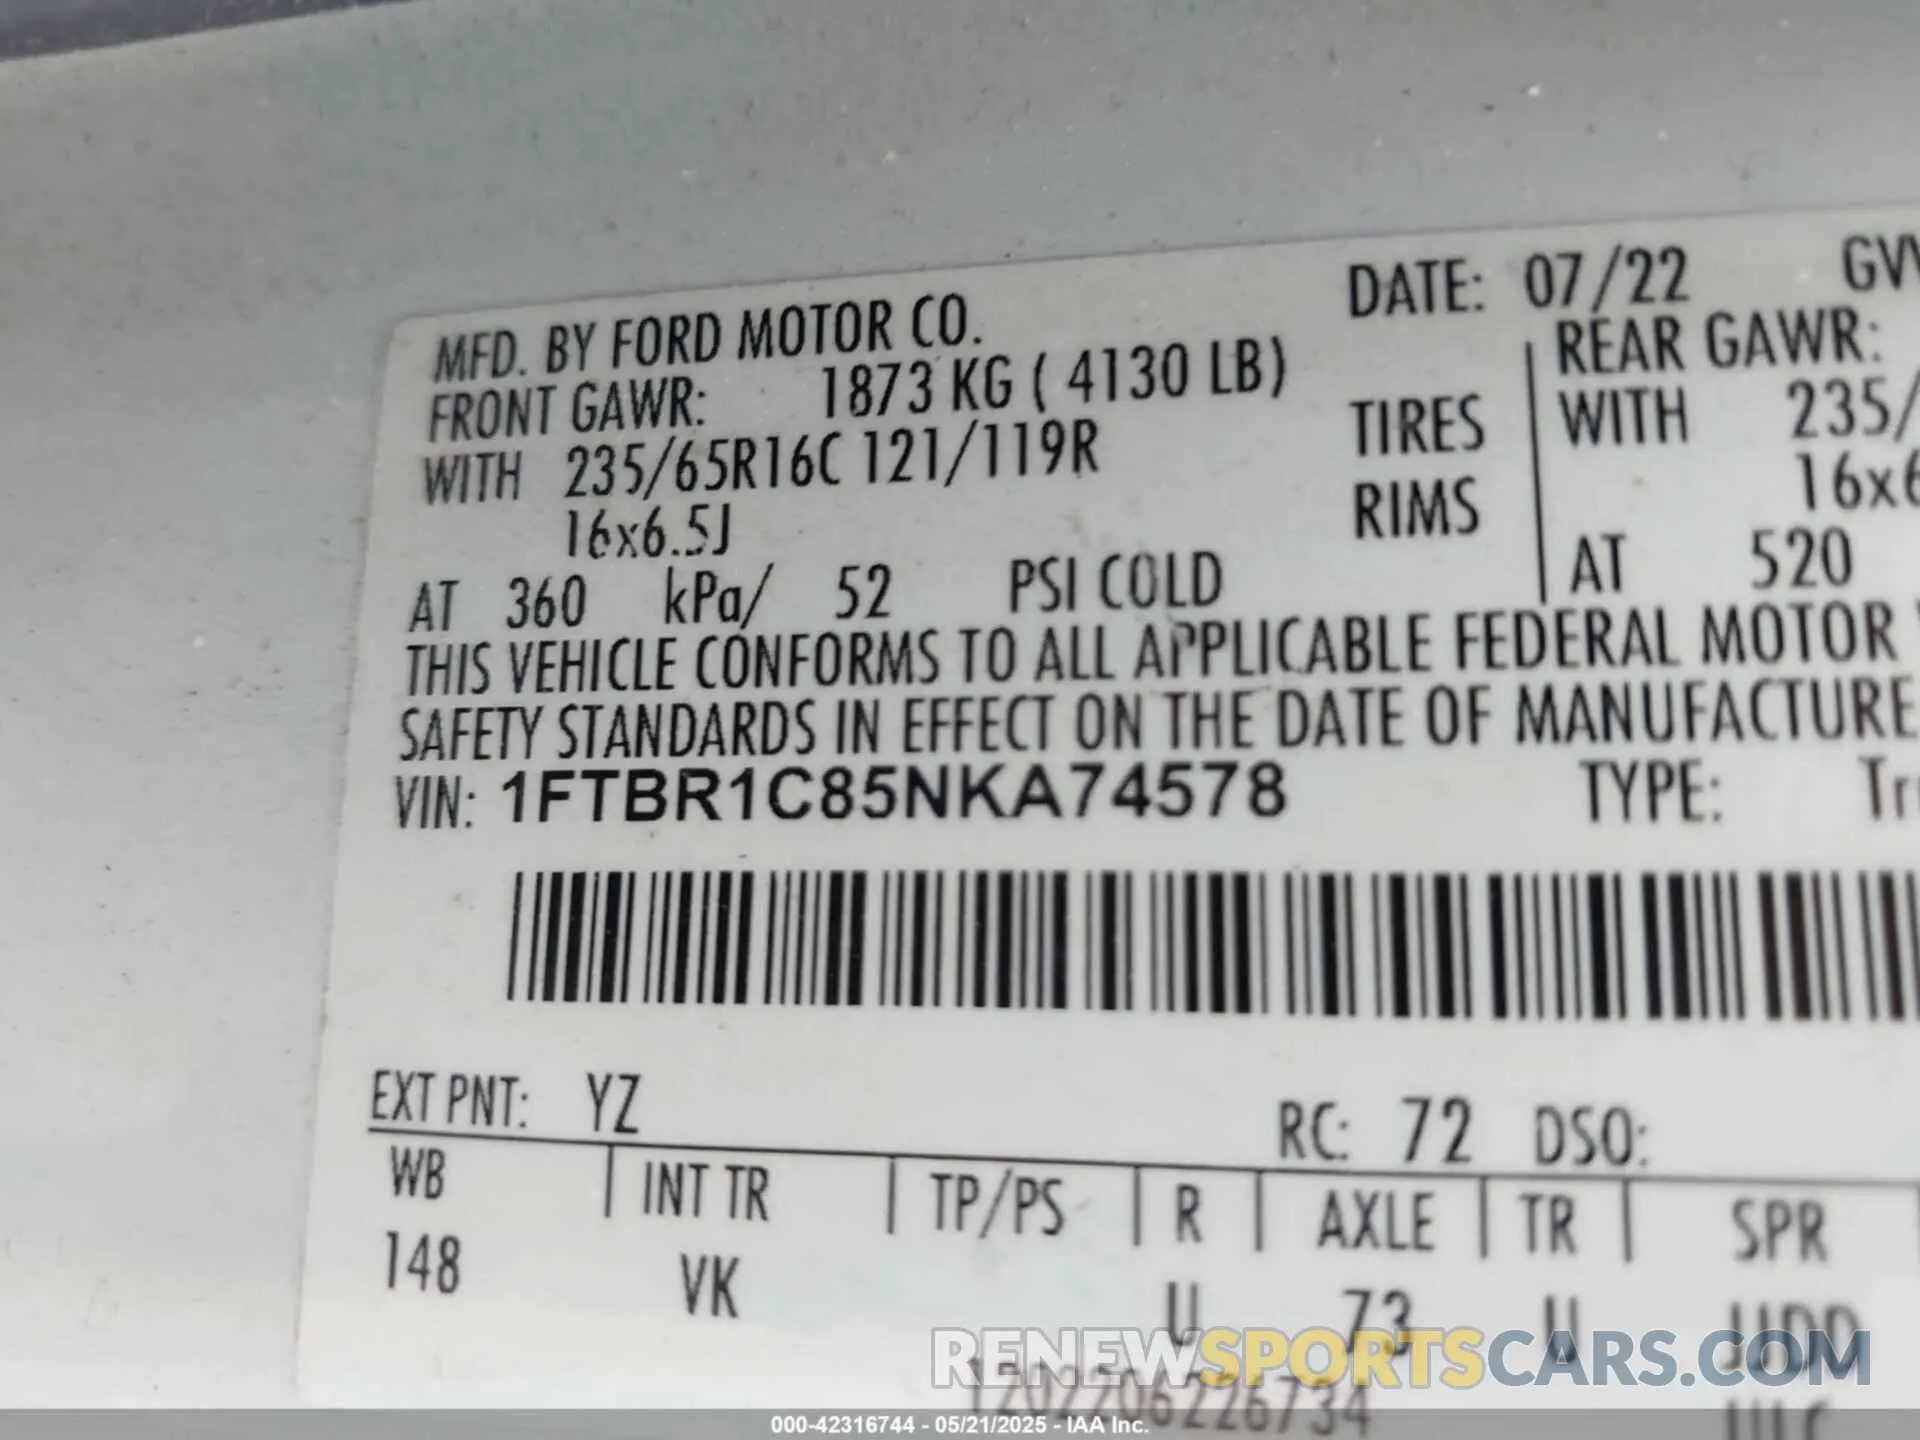 MFD. BY FORD MOTOR CO. DATE: 07/22
FRONT GAWR: 1873 KG ( 4130 LB) REAR GAWR:
WITH 235/65R16C 121/119R TIRES WITH 235/
16x6.5J RIMS
AT 360 kPa/ 52 PSI COLD AT 520
THIS VEHICLE CONFORMS TO ALL APPLICABLE FEDERAL MOTOR
SAFETY STANDARDS IN EFFECT ON THE DATE OF MANUFACTURE
VIN: 1FTBR1C85NKA74578 TYPE:
EXT PNT: YZ RC: 72 DSO:
WB INT TR TP/PS R AXLE TR SPR
148 VK U 73 U
RENEWSPORTSCARS.COM
000-42316744 - 05/21/2025 - IAA Inc.